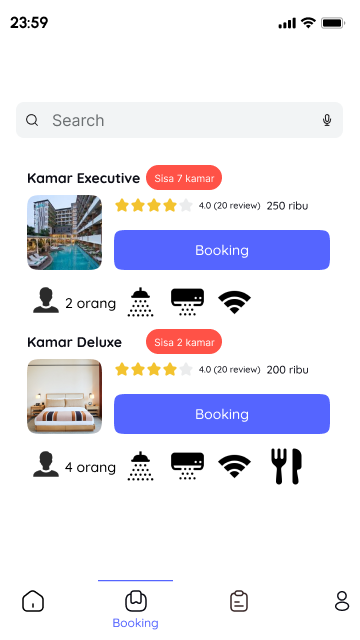 23:59
Search
Kamar Executive
Sisa 7 kamar
4.0 (20 review)
250 ribu
Booking
2 orang
Kamar Deluxe
Sisa 2 kamar
4.0 (20 review)
200 ribu
Booking
4 orang
Booking